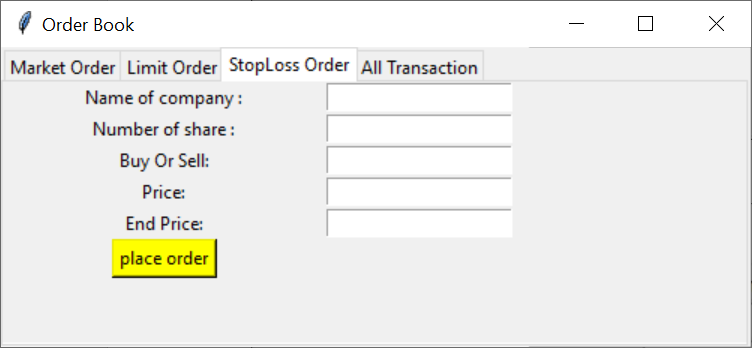 Order Book
Market Order Limit Order StopLoss Order All Transaction
Name of company :
Number of share :
Buy Or Sell:
Price:
End Price:
place order